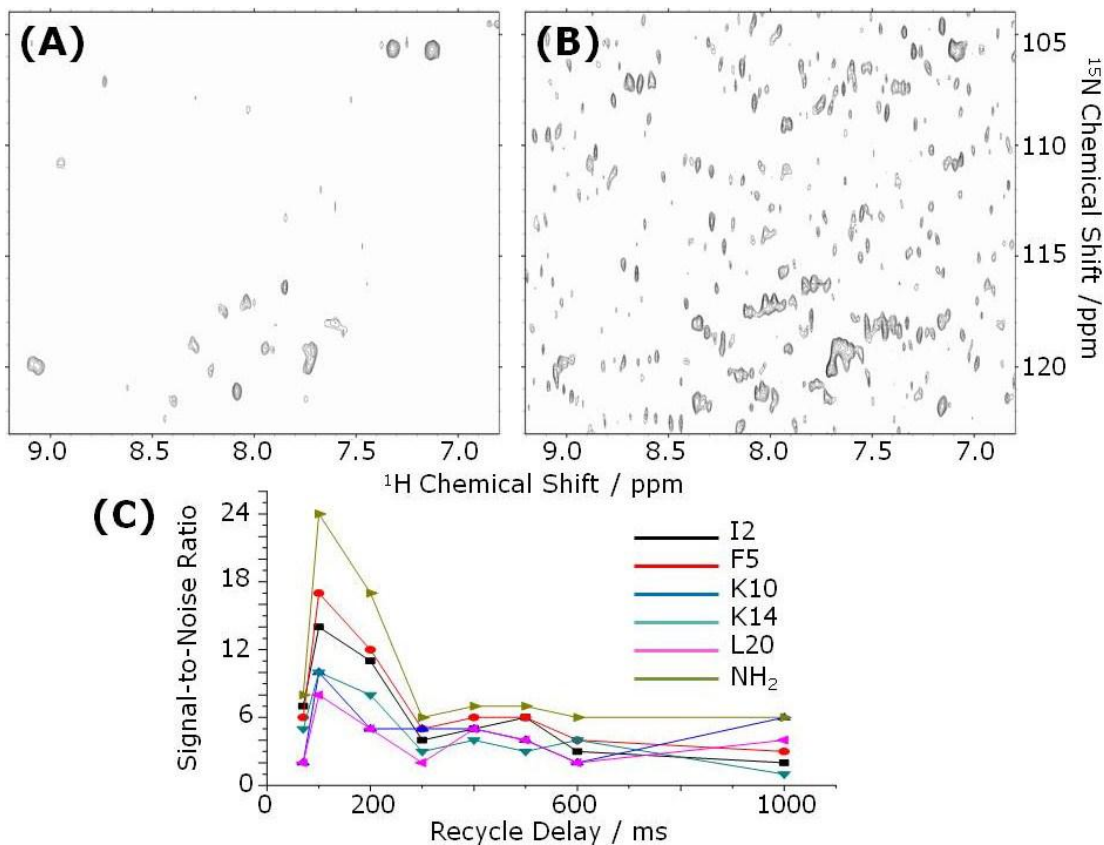 (A)
(B)
105
110
115
120
¹⁵N Chemical Shift /ppm
9.0 8.5 8.0 7.5 7.0
9.0 8.5 8.0 7.5 7.0
¹H Chemical Shift / ppm
(C)
Signal-to-Noise Ratio
24
18
12
6
0
I2
F5
K10
K14
L20
NH₂
0 200 600 1000
Recycle Delay / ms